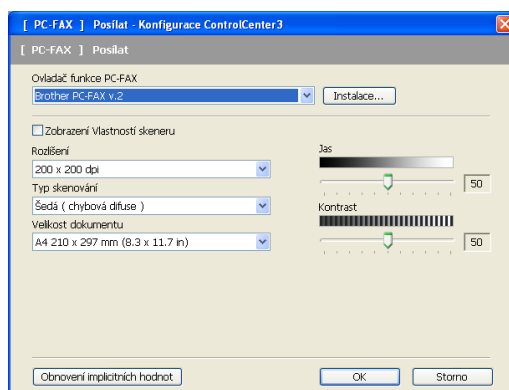 [ PC-FAX ] Posílat - Konfigurace ControlCenter3
[ PC-FAX ] Posílat
Ovladač funkce PC-FAX
Brother PC-FAX v.2
Instalace...
Zobrazení Vlastností skeneru
Rozlišení
200 x 200 dpi
Typ skenování
Šedá ( chybová difuse )
Velikost dokumentu
A4 210 x 297 mm (8.3 x 11.7 in)
Jas
50
Kontrast
50
Obnovení implicitních hodnot
OK
Storno